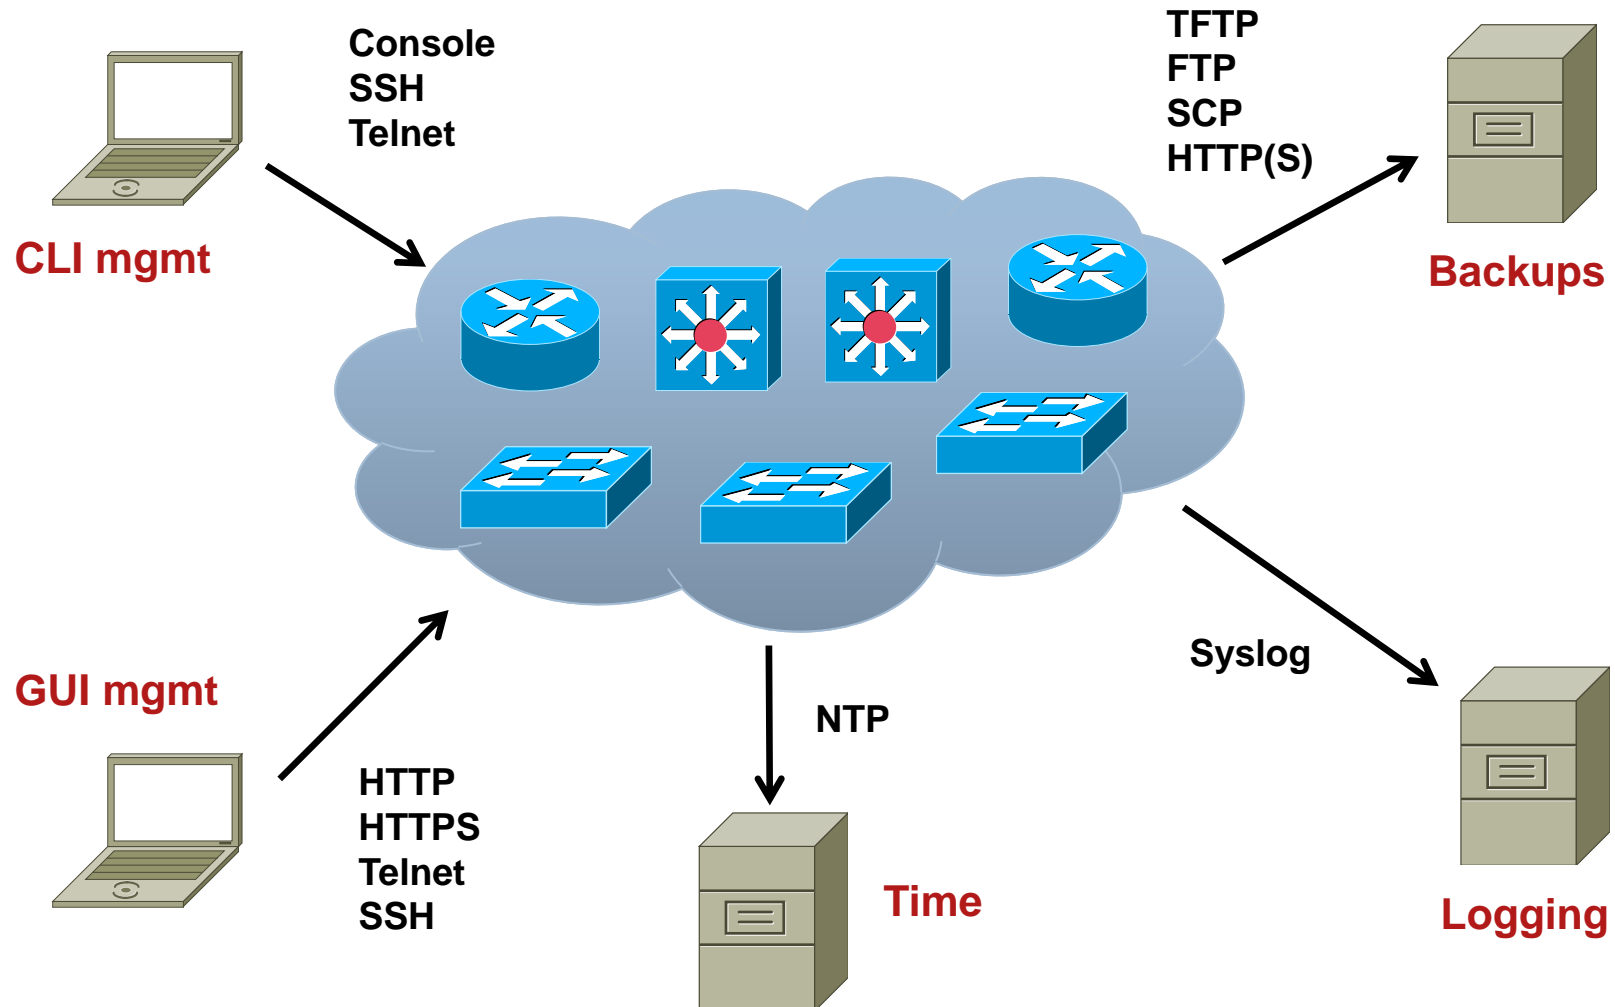 Console
SSH
Telnet
CLI mgmt
TFTP
FTP
SCP
HTTP(S)
Backups
GUI mgmt
HTTP
HTTPS
Telnet
SSH
NTP
Time
Syslog
Logging